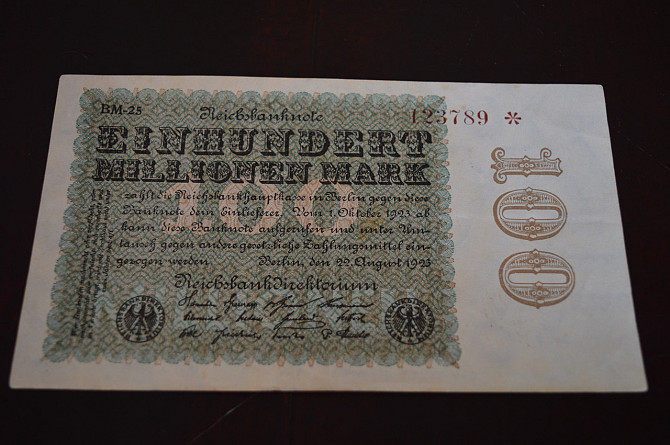 BM-25
Reichsbanknote
123789 *
EINHUNDERT
MILLIONEN MARK
100
zahlt die Reichsbankhauptkasse in Berlin gegen diese
Banknote dem Einlieferer. Vom 1. Oktober 1923 ab
kann diese Banknote aufgerufen und unter Um-
tausch gegen andere gesetzliche Zahlungsmittel ein-
gezogen werden
Berlin, den 22. August 1923
Reichsbankdirektorium
100